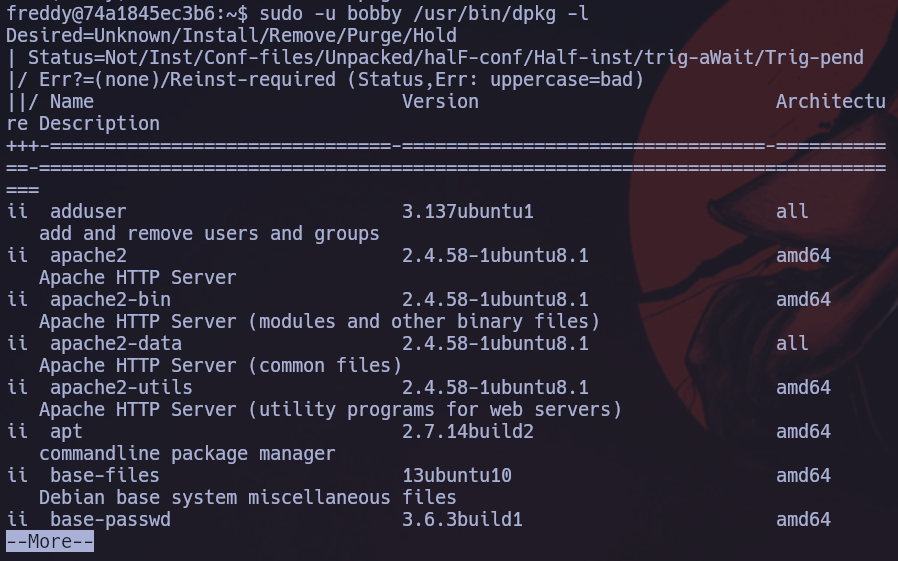 freddy@74a1845ec3b6:~$ sudo -u bobby /usr/bin/dpkg -l
Desired=Unknown/Install/Remove/Purge/Hold
| Status=Not/Inst/Conf-files/Unpacked/halF-conf/Half-inst/trig-aWait/Trig-pend
|/ Err?=(none)/Reinst-required (Status,Err: uppercase=bad)
||/ Name                            Version                           Architectu
re Description
+++-===============================-=================================-==========
==-=============================================================================
===
ii  adduser                         3.137ubuntu1                      all
   add and remove users and groups
ii  apache2                         2.4.58-1ubuntu8.1                 amd64
   Apache HTTP Server
ii  apache2-bin                     2.4.58-1ubuntu8.1                 amd64
   Apache HTTP Server (modules and other binary files)
ii  apache2-data                    2.4.58-1ubuntu8.1                 all
   Apache HTTP Server (common files)
ii  apache2-utils                   2.4.58-1ubuntu8.1                 amd64
   Apache HTTP Server (utility programs for web servers)
ii  apt                             2.7.14build2                      amd64
   commandline package manager
ii  base-files                      13ubuntu10                        amd64
   Debian base system miscellaneous files
ii  base-passwd                     3.6.3build1                       amd64
--More--